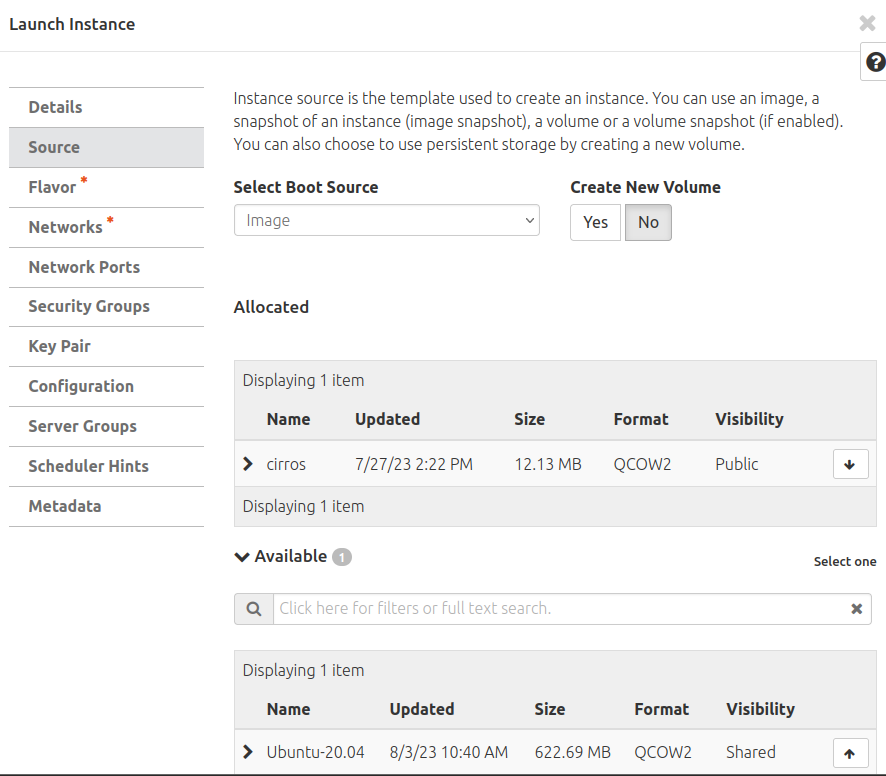 Launch Instance
Details
Source
Flavor *
Networks *
Network Ports
Security Groups
Key Pair
Configuration
Server Groups
Scheduler Hints
Metadata
Instance source is the template used to create an instance. You can use an image, a
snapshot of an instance (image snapshot), a volume or a volume snapshot (if enabled).
You can also choose to use persistent storage by creating a new volume.
Select Boot Source Create New Volume
Image Yes No
Allocated
Displaying 1 item
Name Updated Size Format Visibility
cirros 7/27/23 2:22 PM 12.13 MB QCOW2 Public
Displaying 1 item
Available 1 Select one
Click here for filters or full text search.
Displaying 1 item
Name Updated Size Format Visibility
Ubuntu-20.04 8/3/23 10:40 AM 622.69 MB QCOW2 Shared